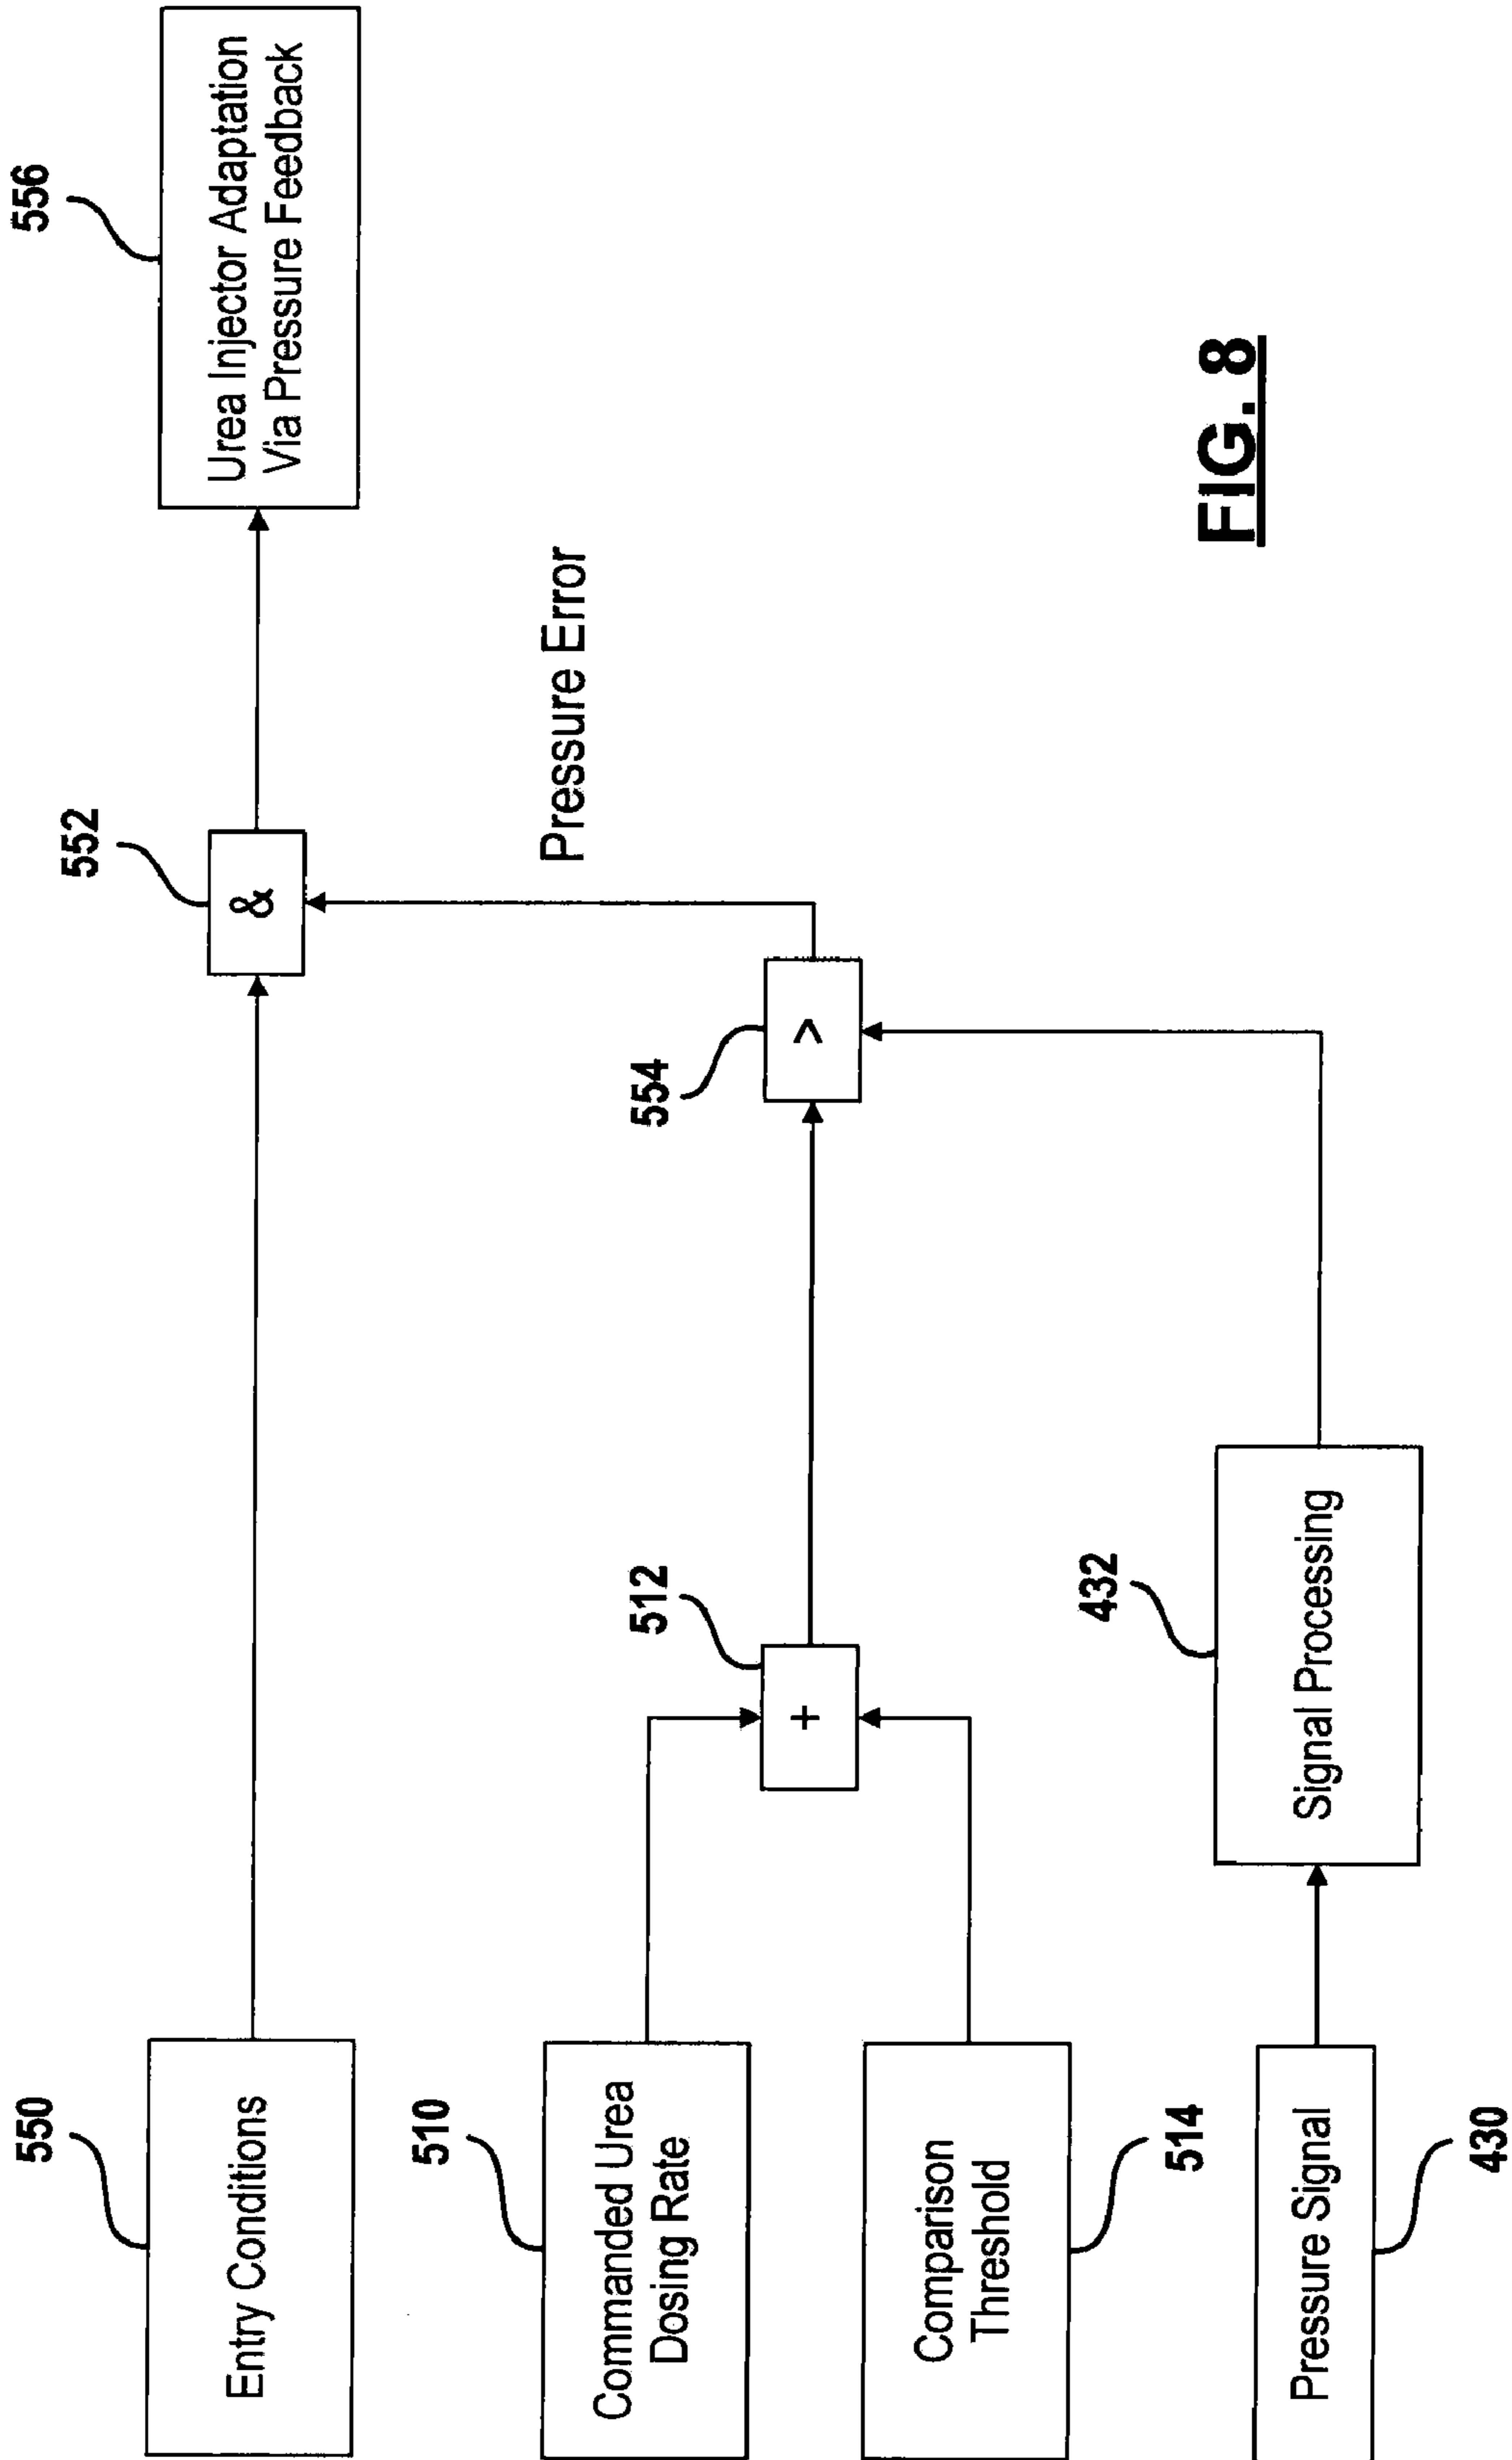 550
Entry Conditions
552
&
556
Urea Injector Adaptation
Via Pressure Feedback
Pressure Error
510
Commanded Urea
Dosing Rate
512
+
554
>
514
Comparison
Threshold
432
Signal Processing
430
Pressure Signal
FIG. 8